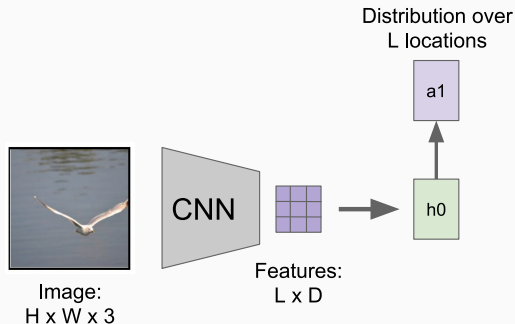 Distribution over
L locations
a1
CNN
h0
Features:
L x D
Image:
H x W x 3